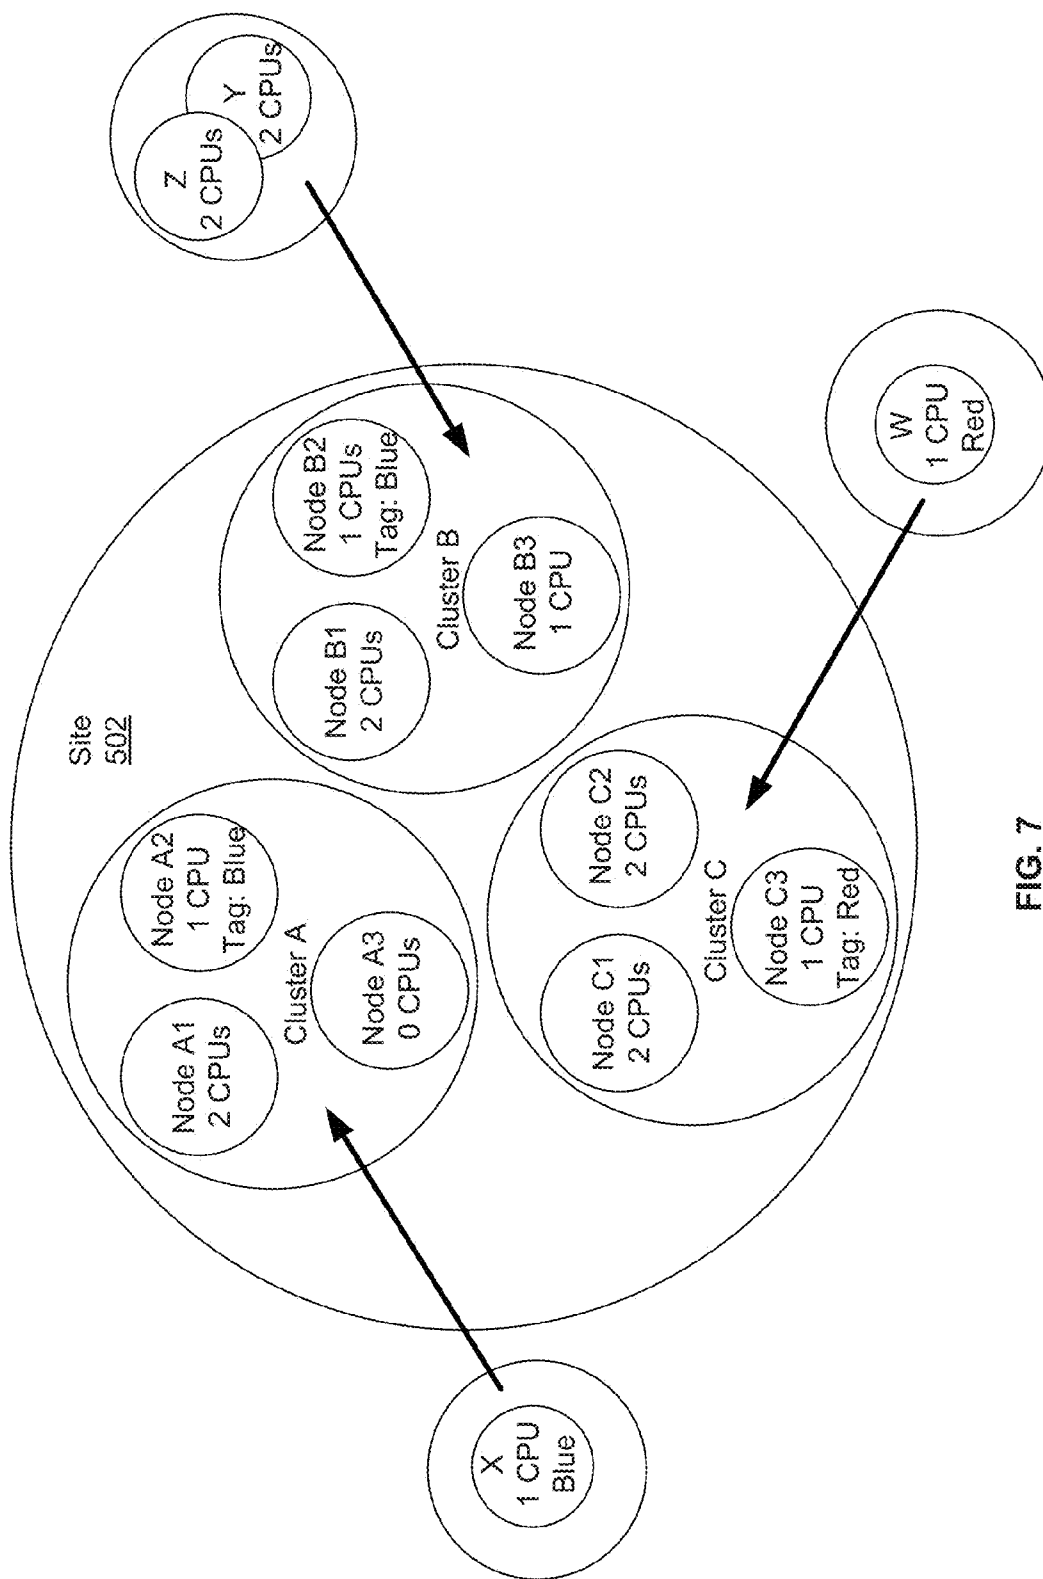 Site
502
Node A1
2 CPUs
Node A2
1 CPU
Tag: Blue
Cluster A
Node A3
0 CPUs
Node B1
2 CPUs
Node B2
1 CPUs
Tag: Blue
Cluster B
Node B3
1 CPU
Node C1
2 CPUs
Node C2
2 CPUs
Cluster C
Node C3
1 CPU
Tag: Red
X
1 CPU
Blue
Z
2 CPUs
Y
2 CPUs
W
1 CPU
Red
FIG. 7